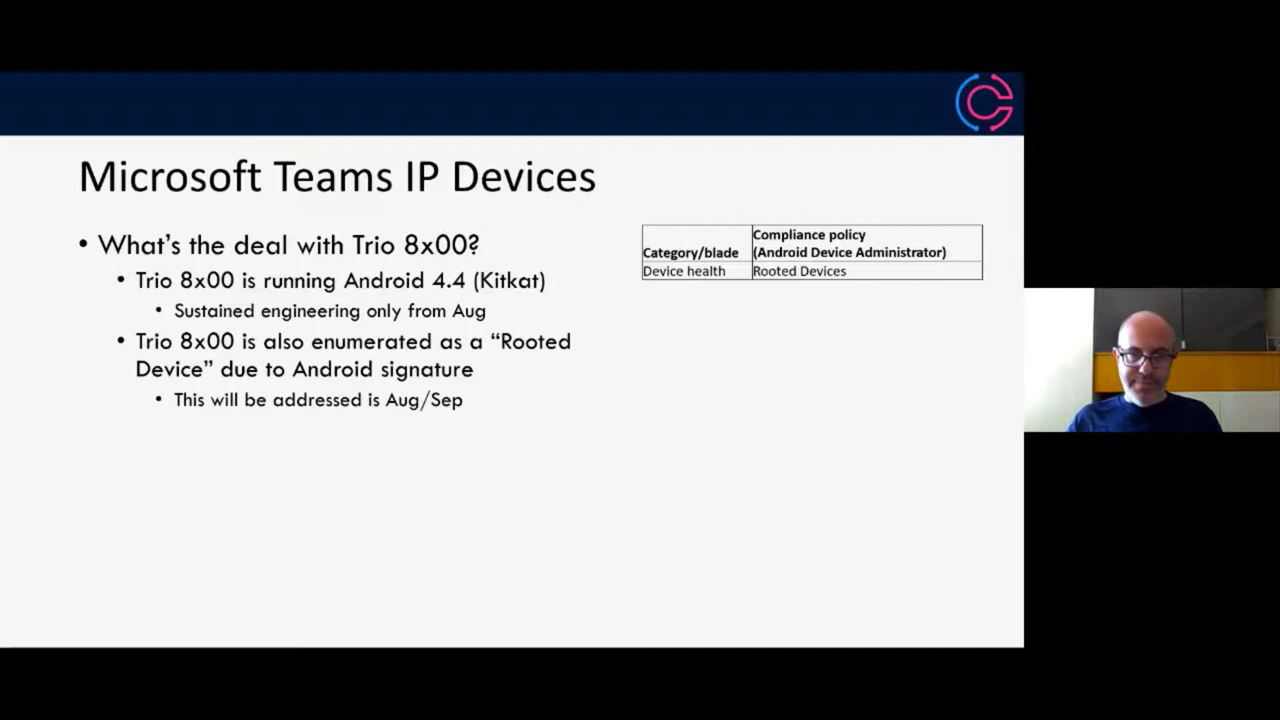 Microsoft Teams IP Devices
• What's the deal with Trio 8x00?
• Trio 8x00 is running Android 4.4 (Kitkat)
• Sustained engineering only from Aug
• Trio 8x00 is also enumerated as a “Rooted
Device” due to Android signature
• This will be addressed is Aug/Sep
Category/blade
Compliance policy
(Android Device Administrator)
Device health
Rooted Devices